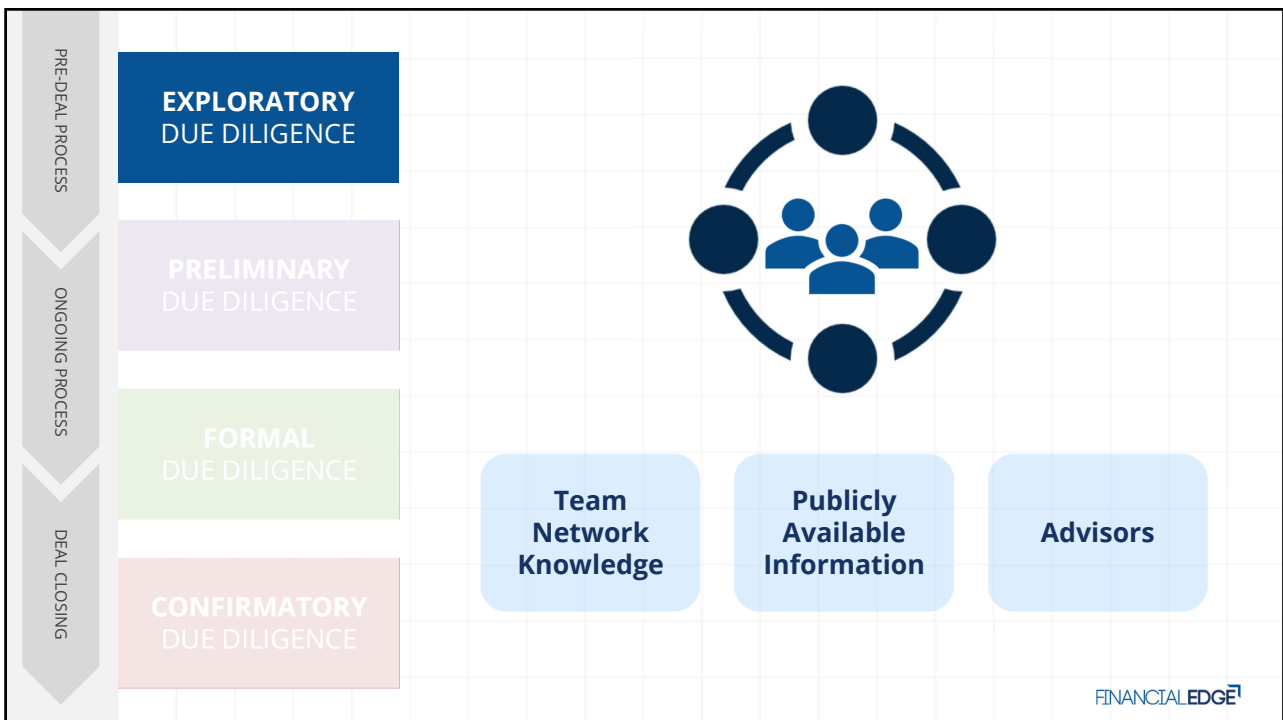 PRE-DEAL PROCESS
ONGOING PROCESS
DEAL CLOSING
EXPLORATORY
DUE DILIGENCE
PRELIMINARY
DUE DILIGENCE
FORMAL
DUE DILIGENCE
CONFIRMATORY
DUE DILIGENCE
Team
Network
Knowledge
Publicly
Available
Information
Advisors
FINANCIALEDGE